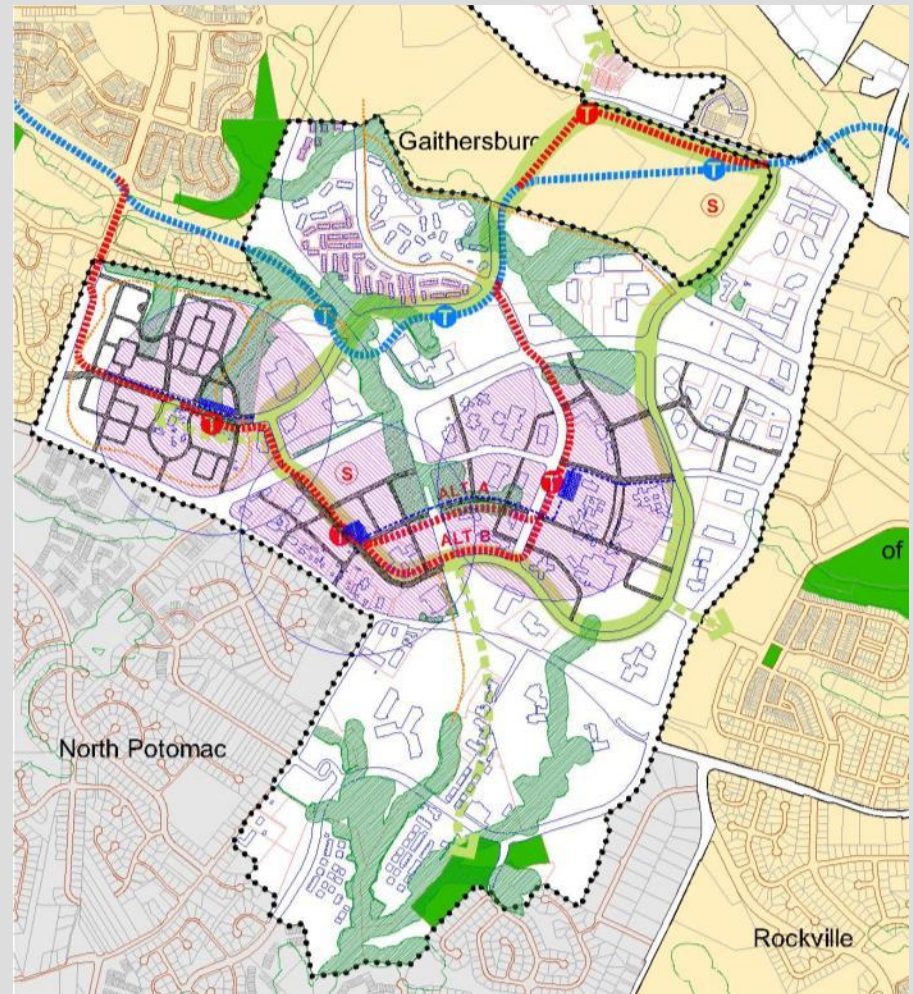 T
Gaithersburg
T
S
T
T
T
S
T
ALT A
T
ALT B
of
North Potomac
Rockville